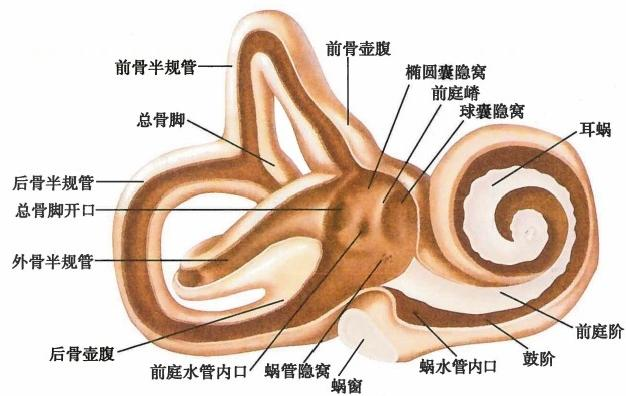 前骨壶腹
前骨半规管
椭圆囊隐窝
前庭嵴
球囊隐窝
总骨脚
耳蜗
后骨半规管
总骨脚开口
外骨半规管
前庭阶
后骨壶腹
鼓阶
前庭水管内口
蜗管隐窝
蜗水管内口
蜗窗